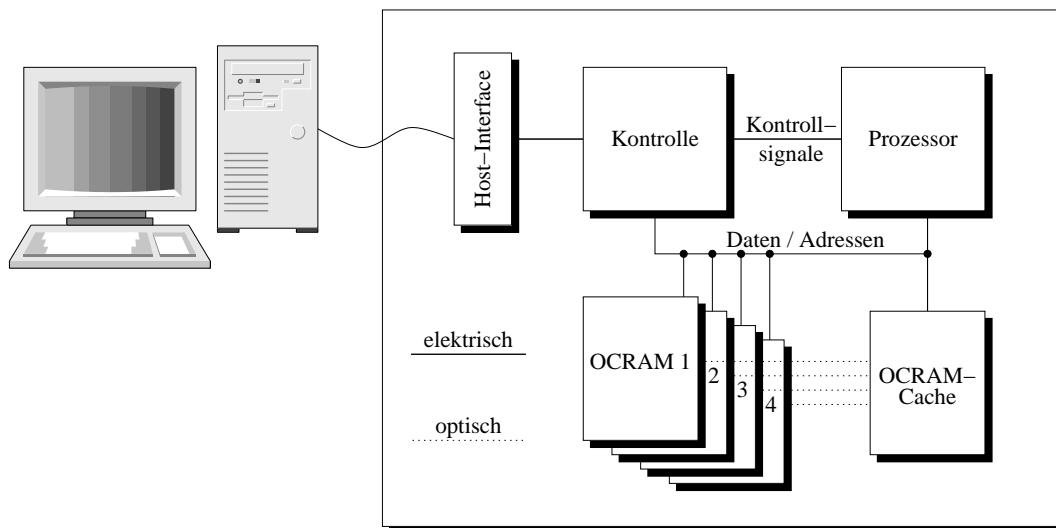 Host–Interface
Kontrolle
Kontroll–
signale
Prozessor
Daten / Adressen
elektrisch
optisch
OCRAM 1
2
3
4
OCRAM–
Cache